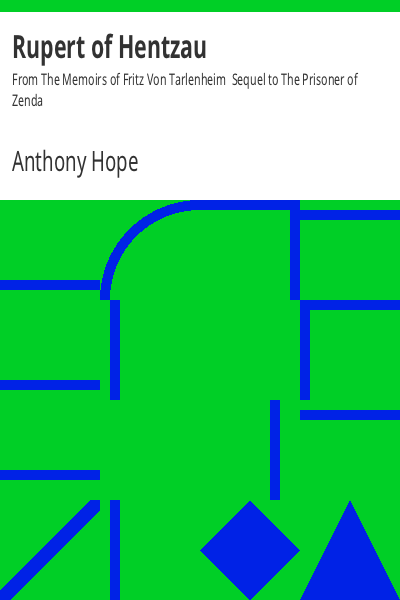 Rupert of Hentzau
From The Memoirs of Fritz Von Tarlenheim  Sequel to The Prisoner of
Zenda
Anthony Hope